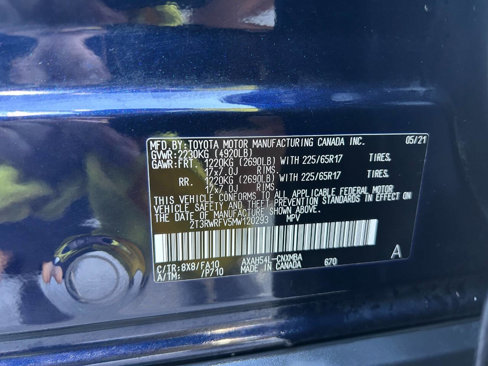 MFD.BY:TOYOTA MOTOR MANUFACTURING CANADA INC. 05/21
GVWR:2230KG (4920LB)
GAWR:FRT. 1220KG (2690LB) WITH 225/65R17 TIRES,
17x7.0J RIMS.
RR. 1220KG (2690LB) WITH 225/65R17 TIRES,
17x7.0J RIMS.
THIS VEHICLE CONFORMS TO ALL APPLICABLE FEDERAL MOTOR
VEHICLE SAFETY AND THEFT PREVENTION STANDARDS IN EFFECT ON
THE DATE OF MANUFACTURE SHOWN ABOVE.
2T3RWRFV5MW120293 MPV
C/TR:8X8/FA10 AXAH54L-CNXMBA 670 A
A/TM: /P710 MADE IN CANADA